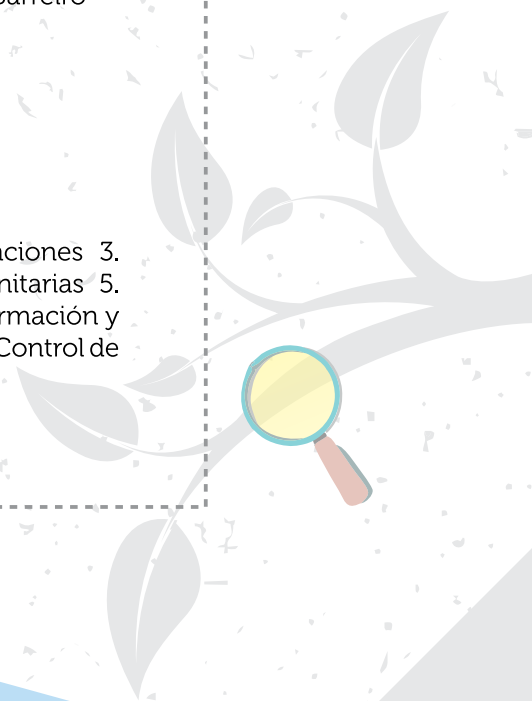 aciones 3.
nitarias 5.
rmación y
Control de